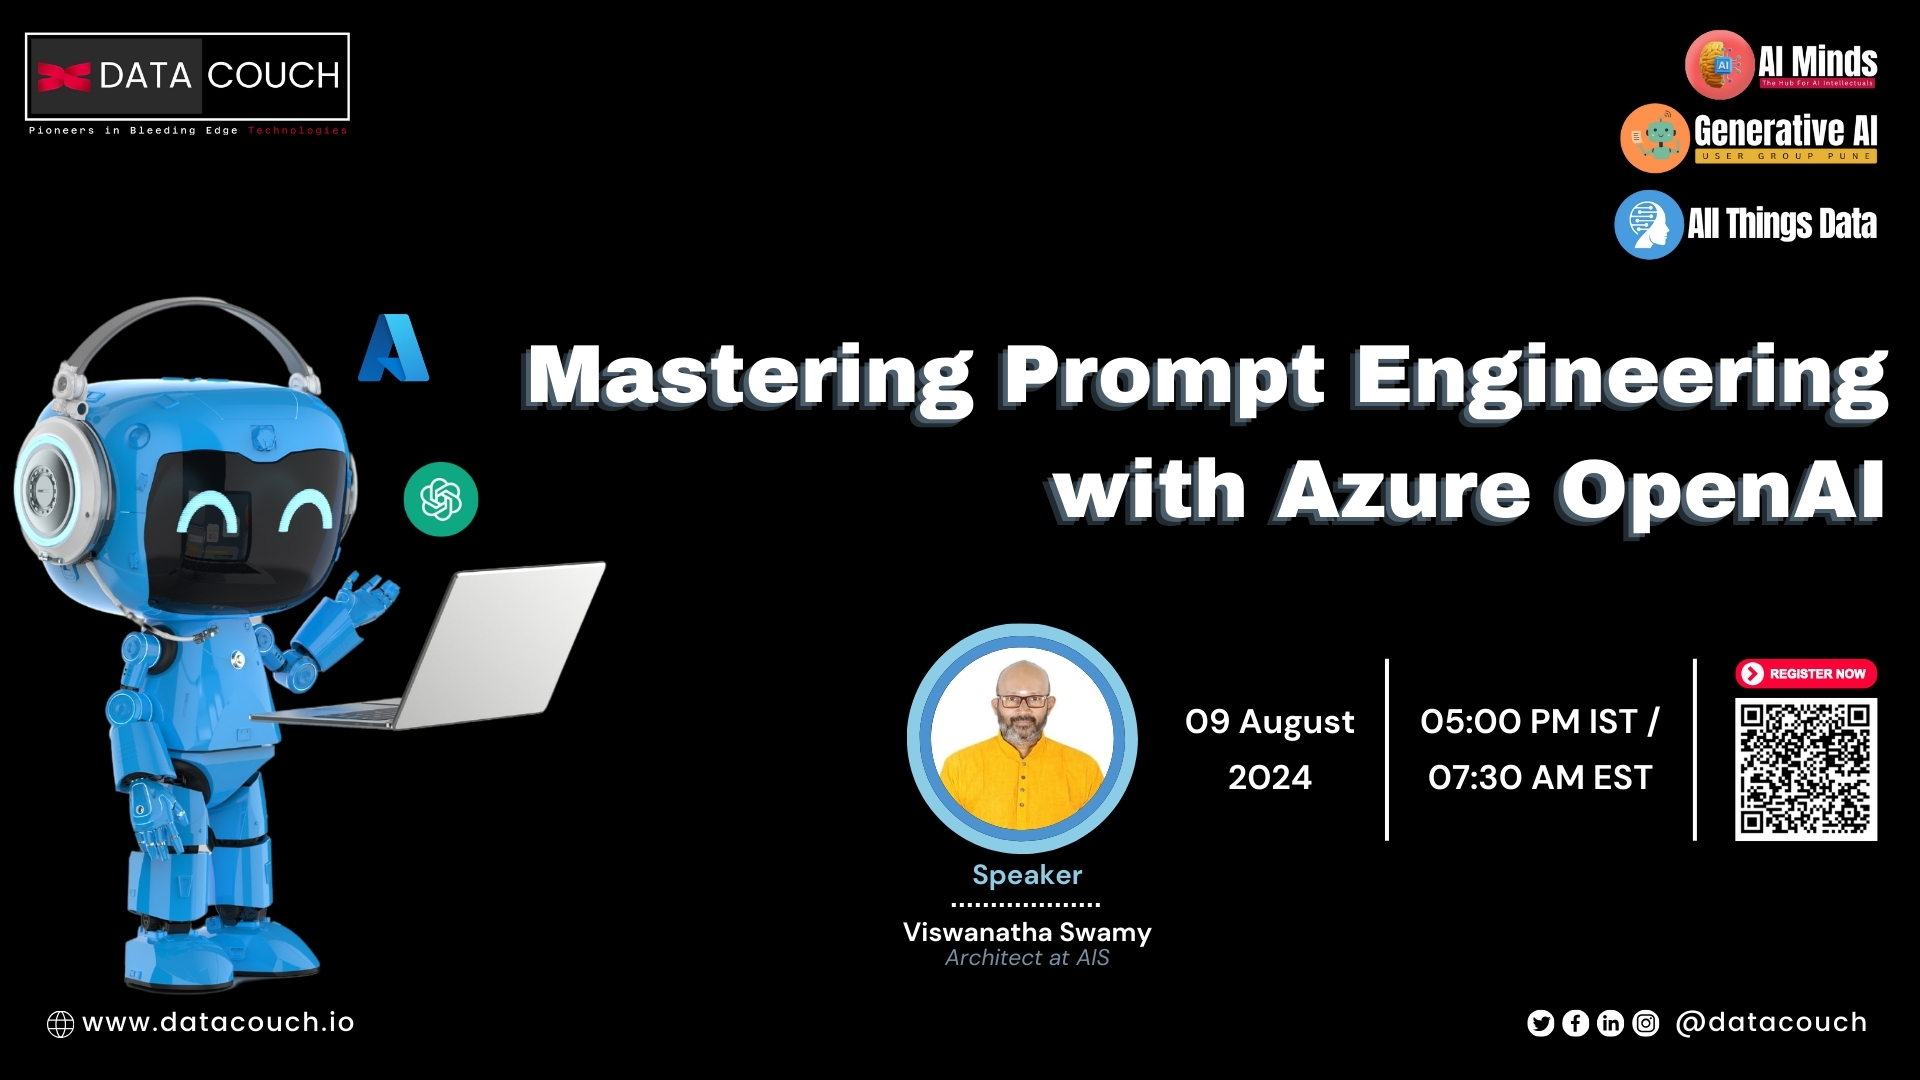 DATA COUCH
Pioneers in Bleeding Edge Technologies
AI Minds
The Hub For AI Intellectuals
Generative AI
USER GROUP PUNE
All Things Data
AI
Mastering Prompt Engineering
with Azure OpenAI
09 August
2024
05:00 PM IST /
07:30 AM EST
REGISTER NOW
Speaker
Viswanatha Swamy
Architect at AIS
www.datacouch.io
@datacouch